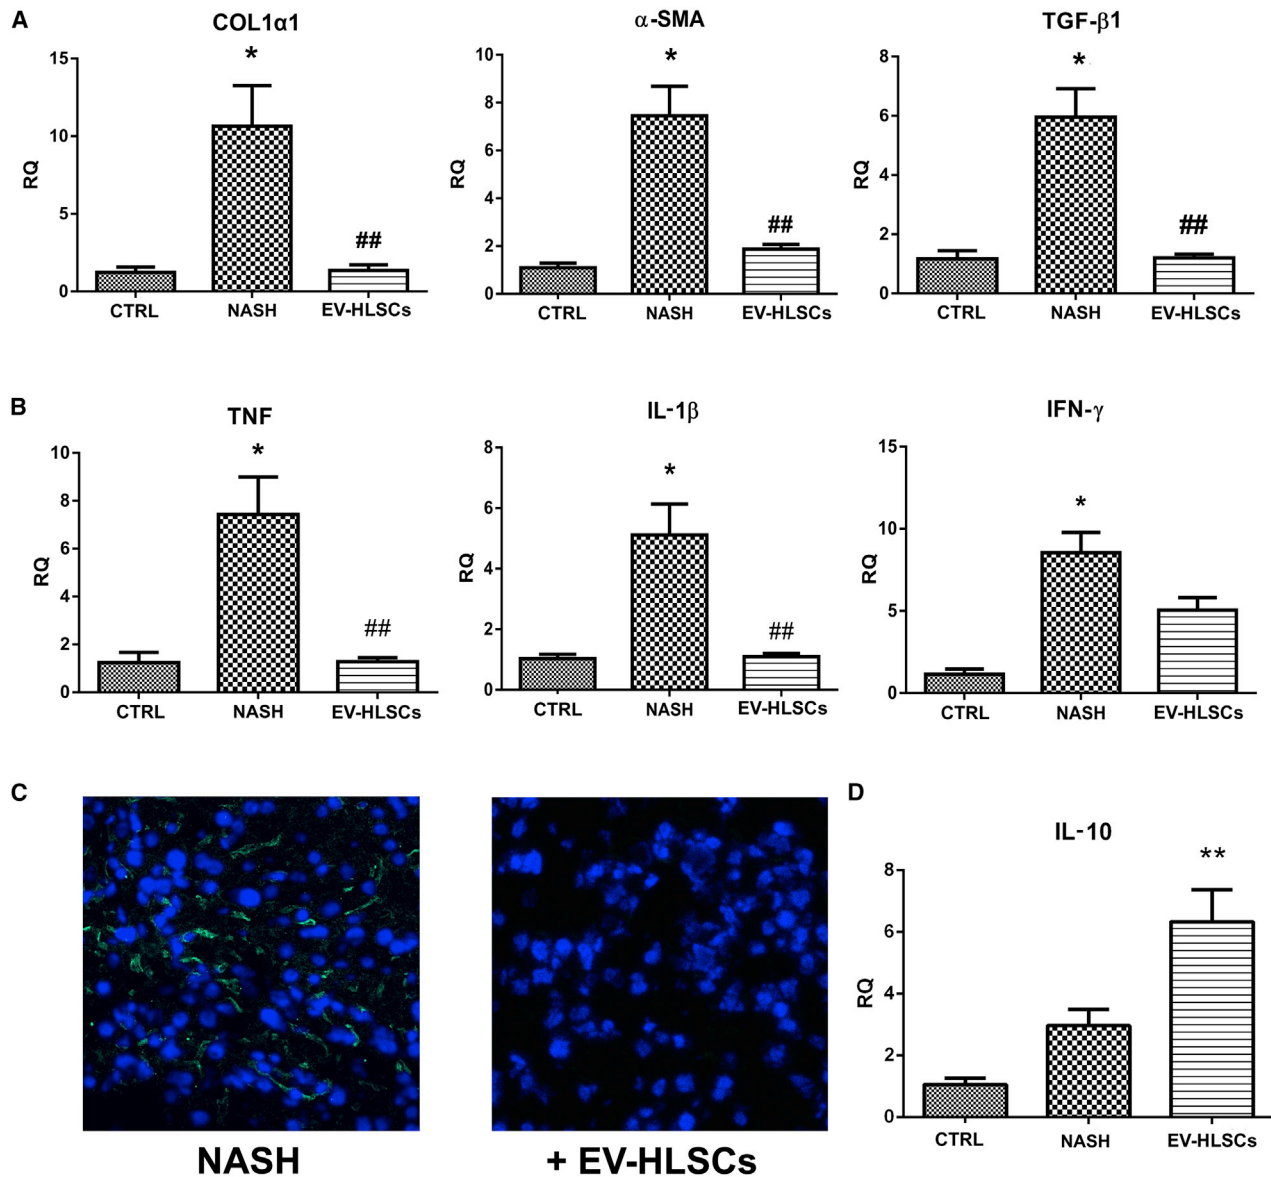 A
COL1α1
*
15
10
5
0
RQ
##
CTRL
NASH
EV-HLSCs
α-SMA
*
10
8
6
4
2
0
RQ
##
CTRL
NASH
EV-HLSCs
TGF-β1
*
8
6
4
2
0
RQ
##
CTRL
NASH
EV-HLSCs
B
TNF
*
10
8
6
4
2
0
RQ
##
CTRL
NASH
EV-HLSCs
IL-1β
*
8
6
4
2
0
RQ
##
CTRL
NASH
EV-HLSCs
IFN-γ
*
15
10
5
0
RQ
CTRL
NASH
EV-HLSCs
C
NASH
+ EV-HLSCs
D
IL-10
**
8
6
4
2
0
RQ
CTRL
NASH
EV-HLSCs